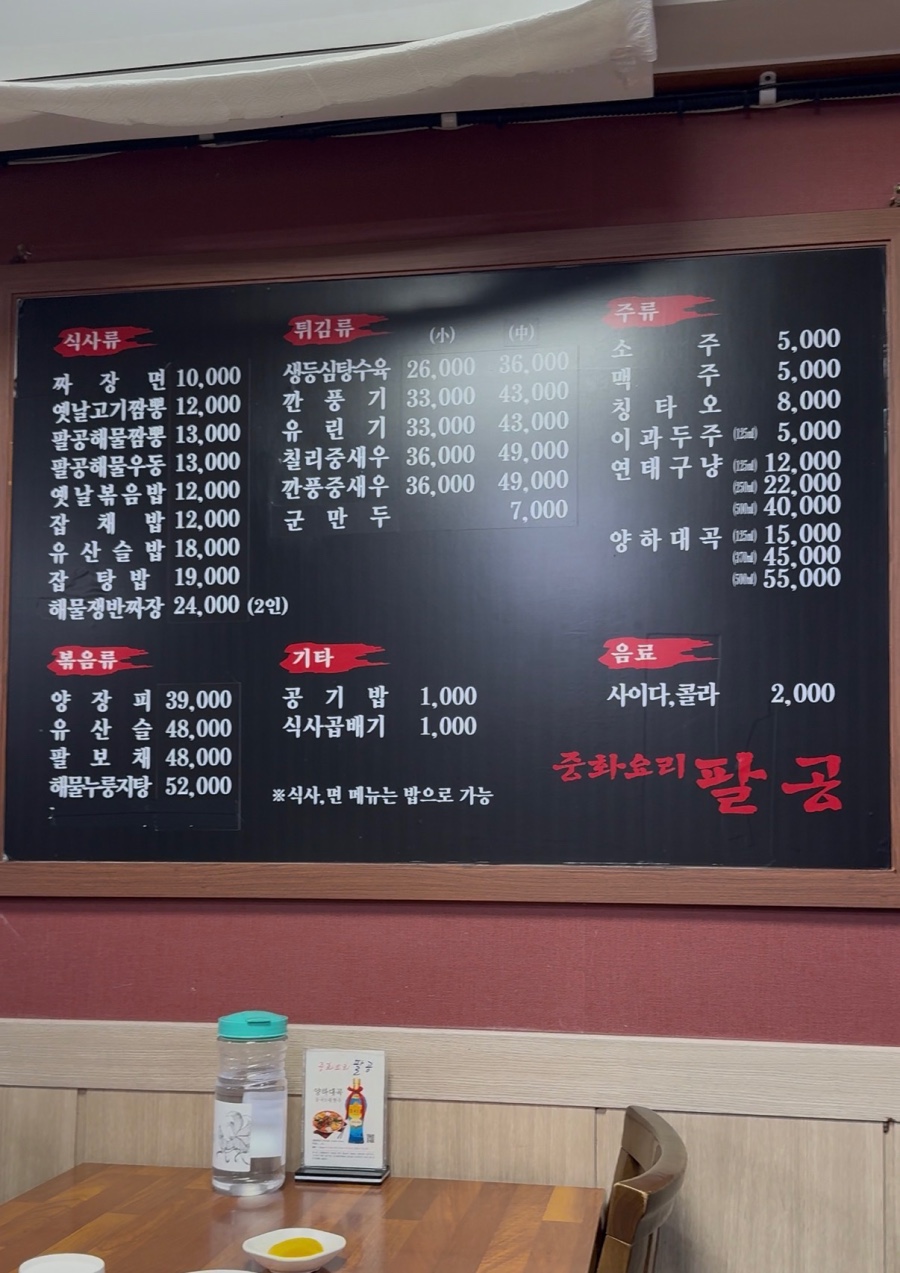 식사류
짜장면 10,000
옛날고기짬뽕 12,000
팔공해물짬뽕 13,000
팔공해물우동 13,000
옛날볶음밥 12,000
잡채밥 12,000
유산슬밥 18,000
잡탕밥 19,000
해물쟁반짜장 24,000 (2인)
튀김류 (小) (中)
생등심탕수육 26,000 36,000
깐풍기 33,000 43,000
유린기 33,000 43,000
칠리중새우 36,000 49,000
깐풍중새우 36,000 49,000
군만두 7,000
주류
소주 5,000
맥주 5,000
칭타오 8,000
이과두주 (125㎖) 5,000
연태구냥 (125㎖) 12,000
(250㎖) 22,000
(500㎖) 40,000
양하대곡 (125㎖) 15,000
(370㎖) 45,000
(500㎖) 55,000
볶음류
양장피 39,000
유산슬 48,000
팔보채 48,000
해물누룽지탕 52,000
기타
공기밥 1,000
식사곱배기 1,000
※식사,면 메뉴는 밥으로 가능
음료
사이다,콜라 2,000
중화요리 팔공
중화요리 팔공
양하대곡